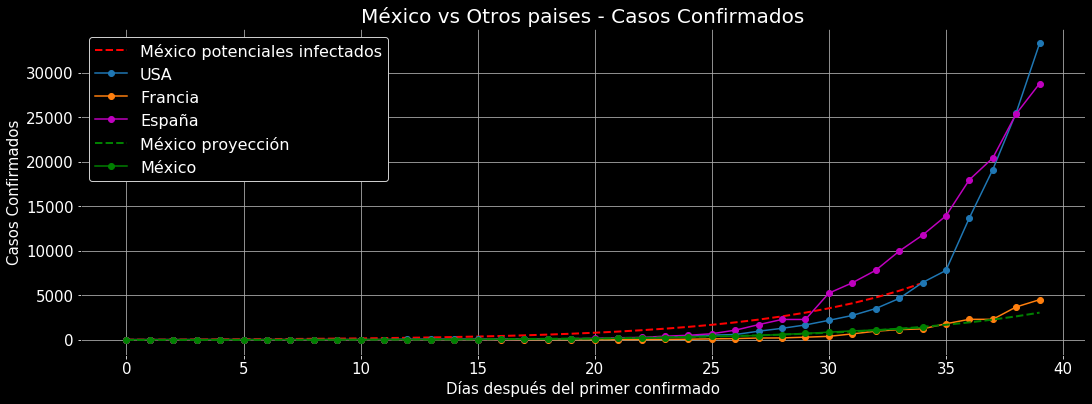 México vs Otros paises - Casos Confirmados
México potenciales infectados
USA
Francia
España
México proyección
México
Casos Confirmados
30000
25000
20000
15000
10000
5000
0
0 5 10 15 20 25 30 35 40
Días después del primer confirmado